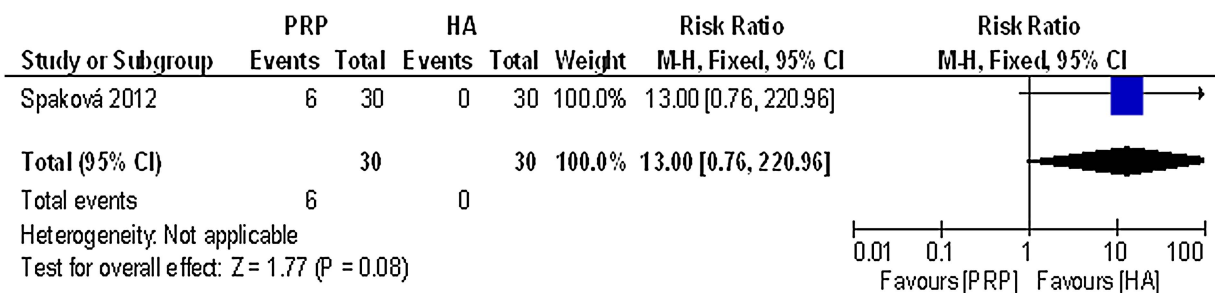 PRP HA Risk Ratio Risk Ratio
Study or Subgroup Events Total Events Total Weight M-H, Fixed, 95% CI M-H, Fixed, 95% CI
Spaková 2012 6 30 0 30 100.0% 13.00 [0.76, 220.96]
Total (95% CI) 30 30 100.0% 13.00 [0.76, 220.96]
Total events 6 0
Heterogeneity: Not applicable
Test for overall effect: Z = 1.77 (P = 0.08)
0.01 0.1 1 10 100
Favours [PRP] Favours [HA]